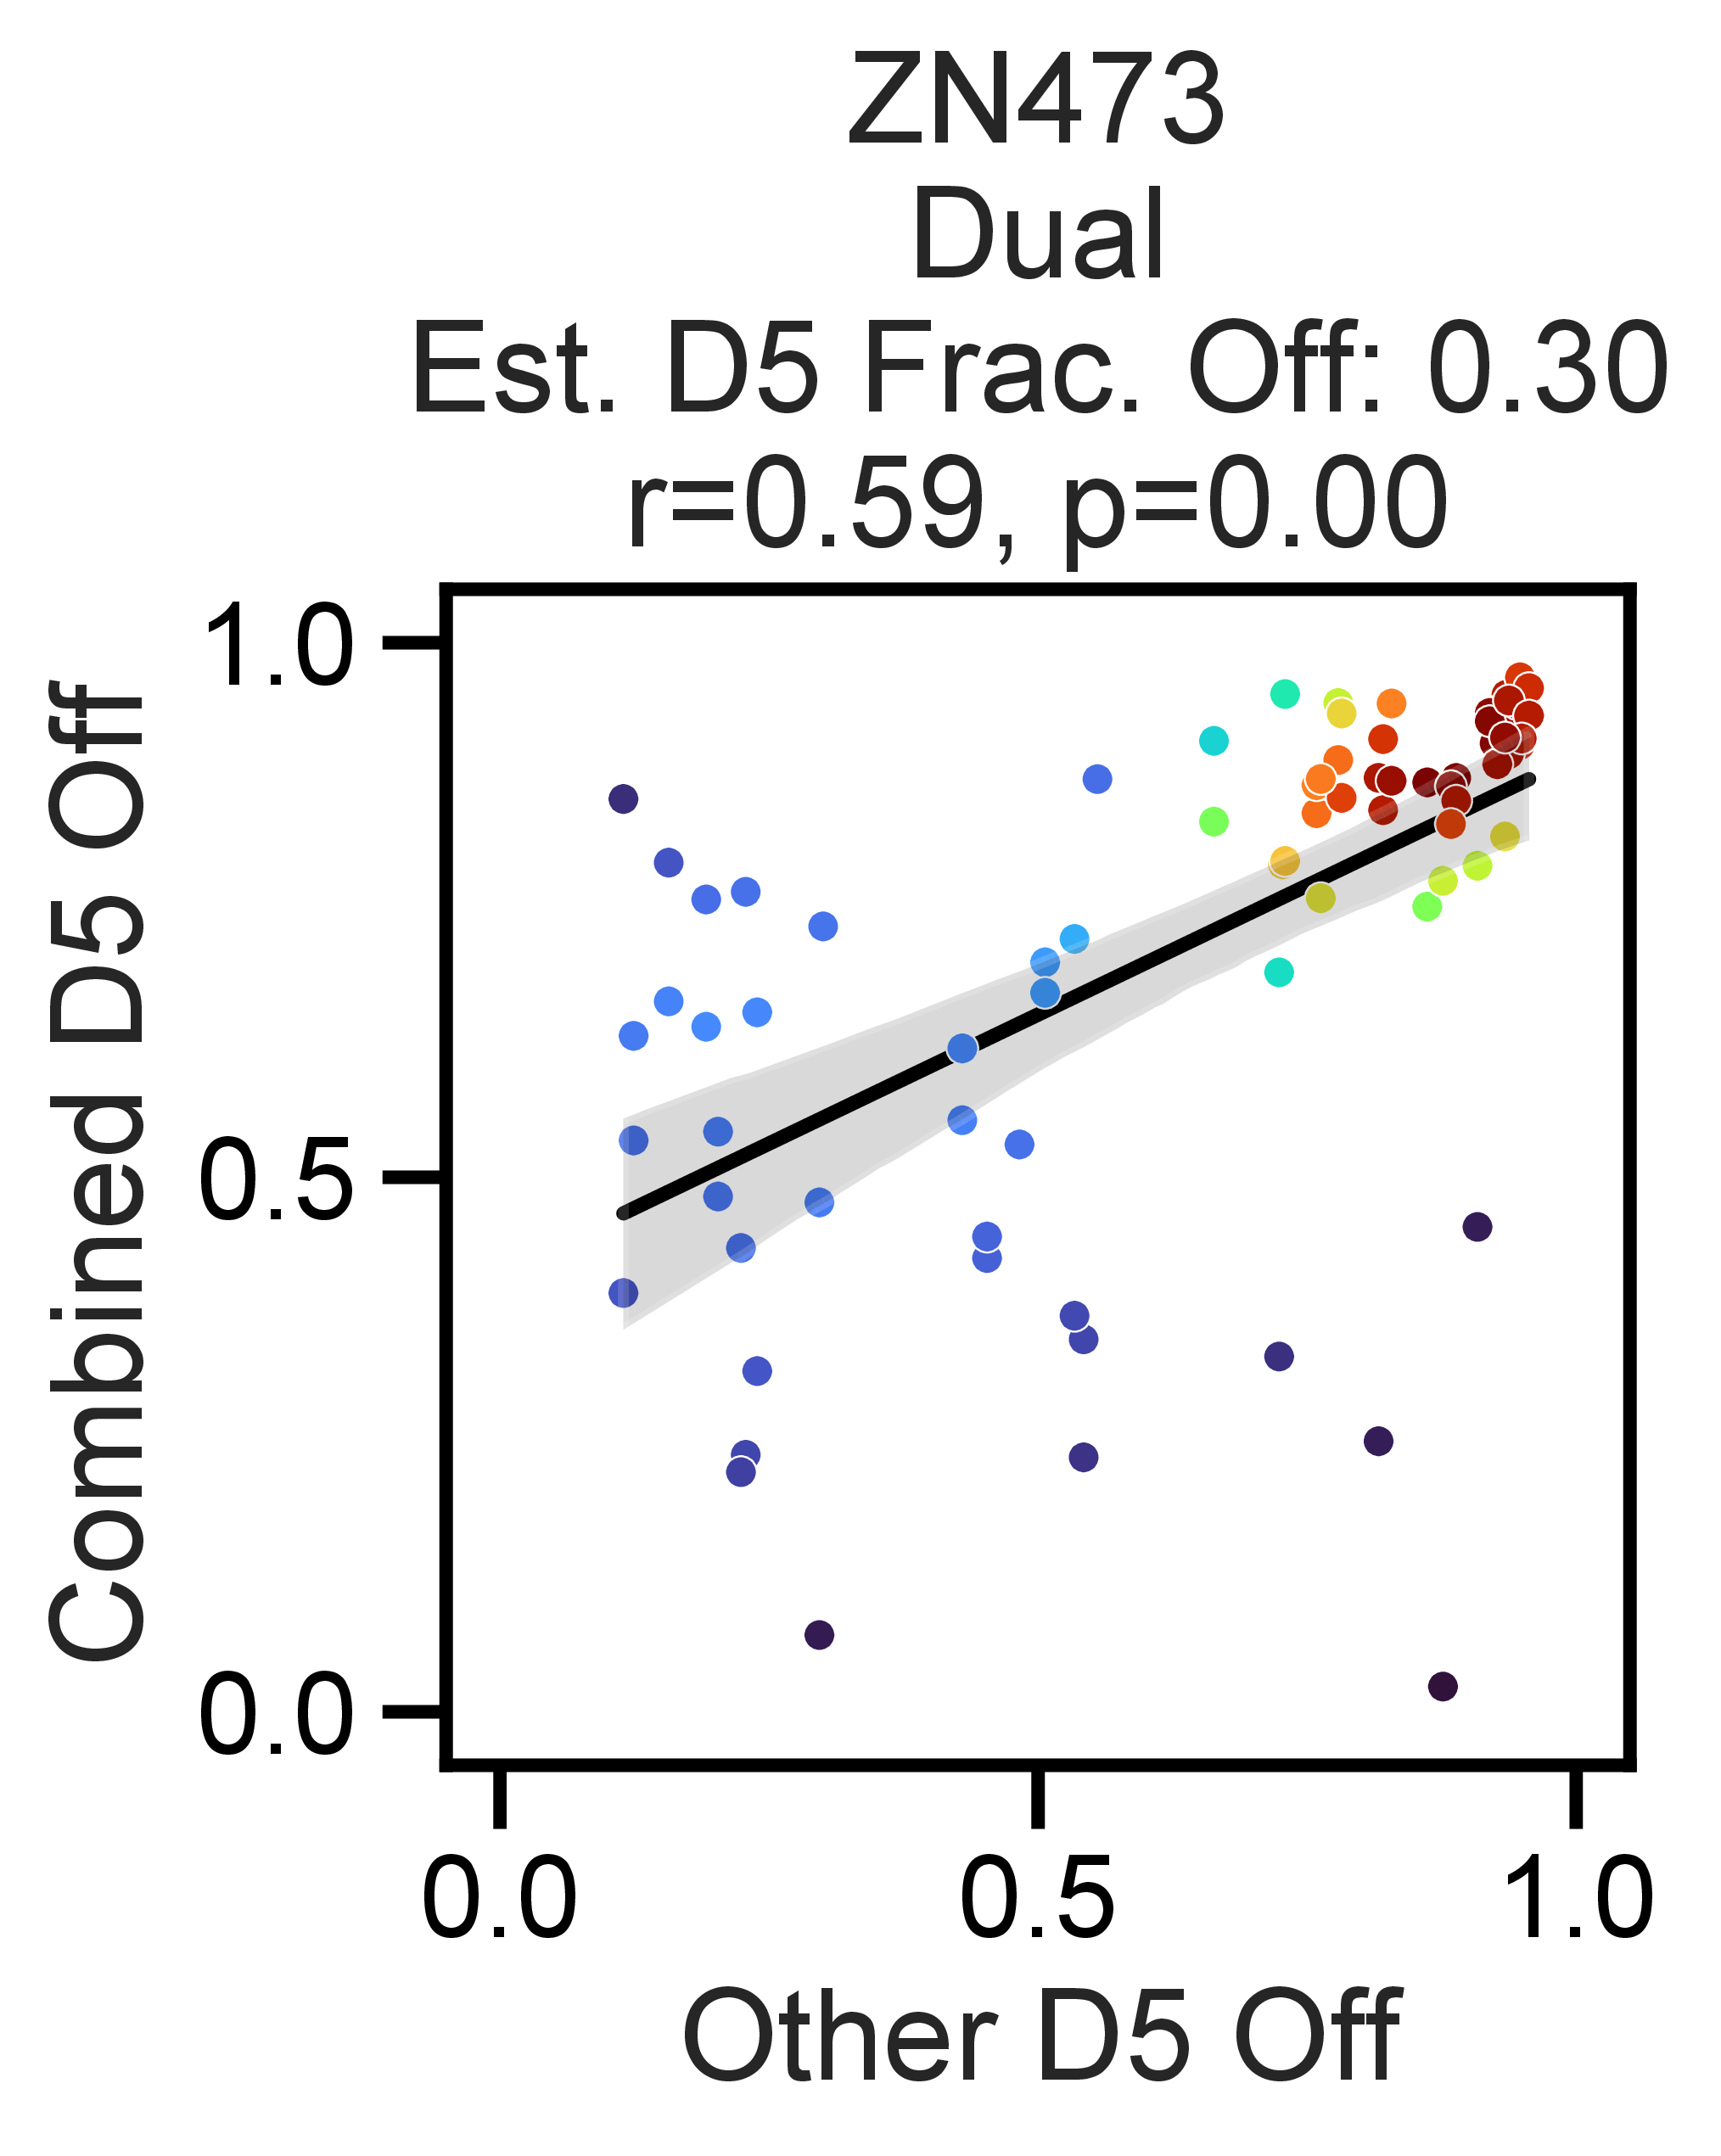 ZN473
Dual
Est. D5 Frac. Off: 0.30
r=0.59, p=0.00
Combined D5 Off
1.0
0.5
0.0
0.0 0.5 1.0
Other D5 Off